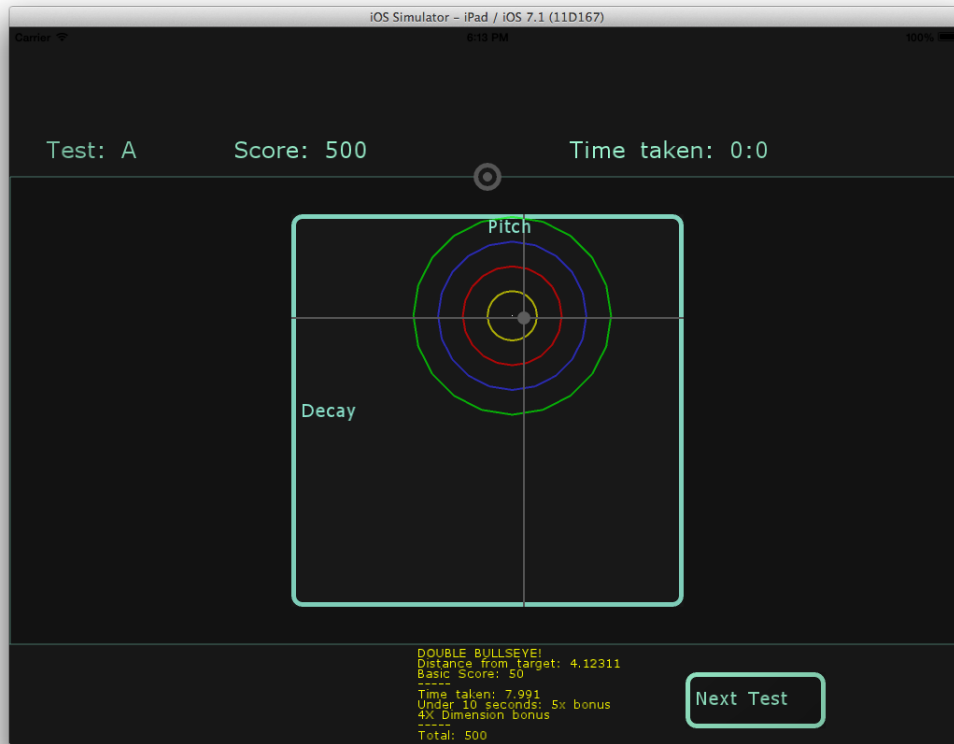 iOS Simulator – iPad / iOS 7.1 (11D167)
Carrier 6:13 PM 100%
Test: A Score: 500 Time taken: 0:0
Pitch
Decay
DOUBLE BULLSEYE!
Distance from target: 4.12311
Basic Score: 50
-----
Time taken: 7.991
Under 10 seconds: 5x bonus
4X Dimension bonus
-----
Total: 500
Next Test